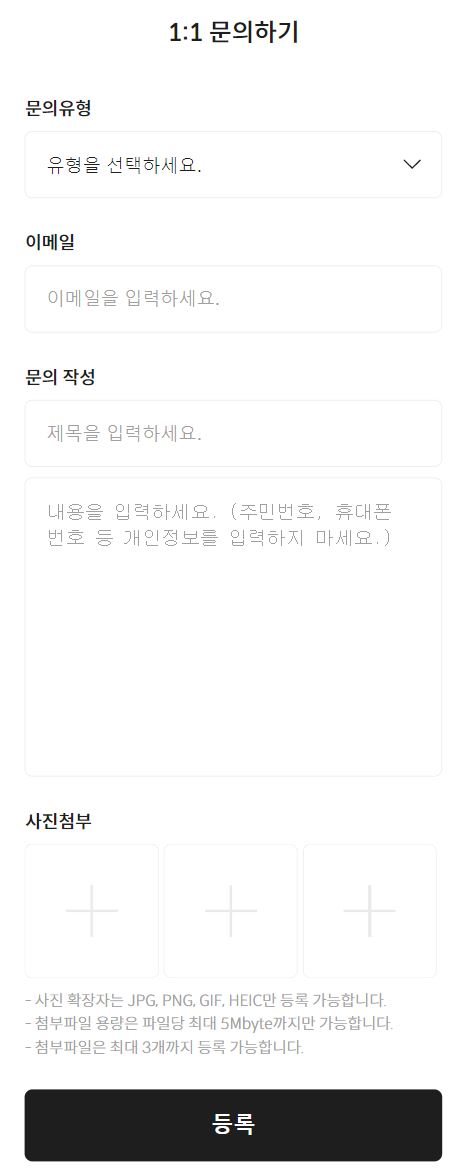 1:1 문의하기
문의유형
유형을 선택하세요.
이메일
이메일을 입력하세요.
문의 작성
제목을 입력하세요.
내용을 입력하세요. (주민번호, 휴대폰
번호 등 개인정보를 입력하지 마세요.)
사진첨부
- 사진 확장자는 JPG, PNG, GIF, HEIC만 등록 가능합니다.
- 첨부파일 용량은 파일당 최대 5Mbyte까지만 가능합니다.
- 첨부파일은 최대 3개까지 등록 가능합니다.
등록